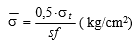 σ̅ = 0,5·σt / sf ( kg/cm²)